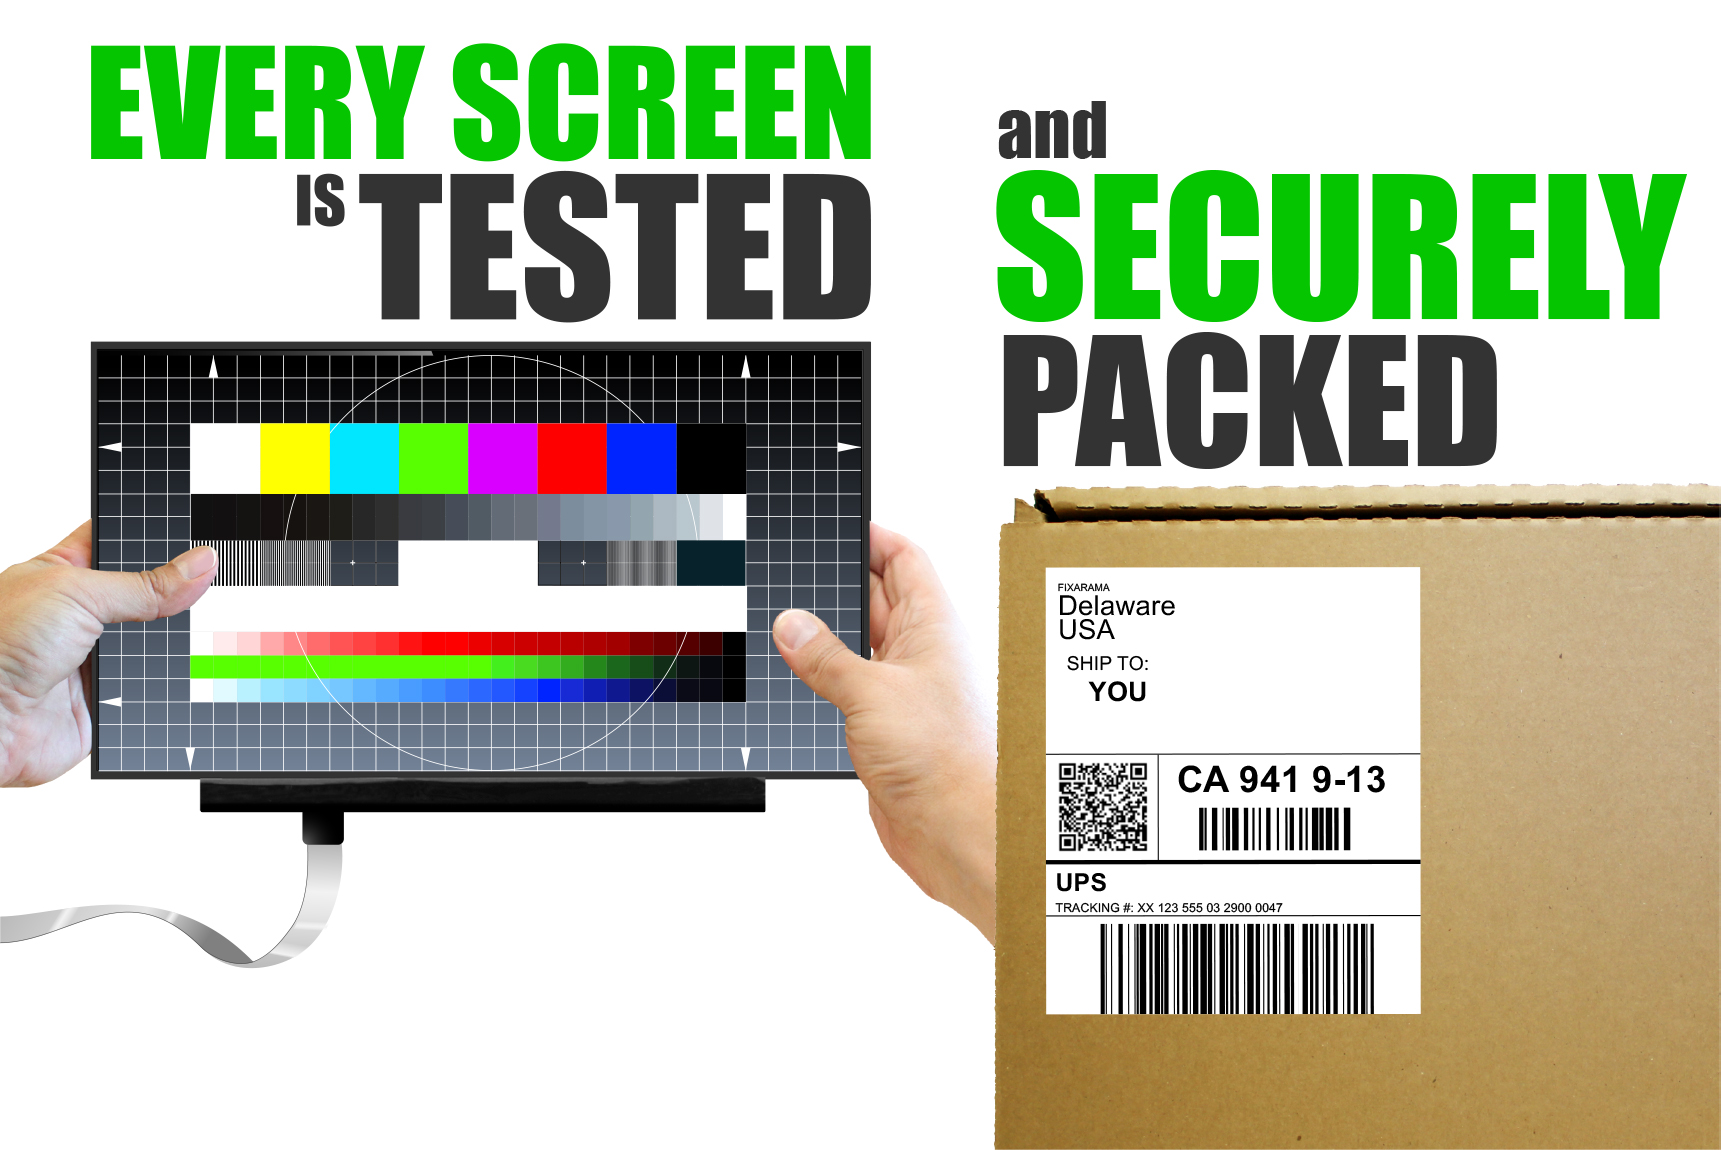 EVERY SCREEN
IS TESTED
and
SECURELY
PACKED
FIXARAMA
Delaware
USA
SHIP TO:
YOU
CA 941 9-13
UPS
TRACKING #: XX 123 555 03 2900 0047